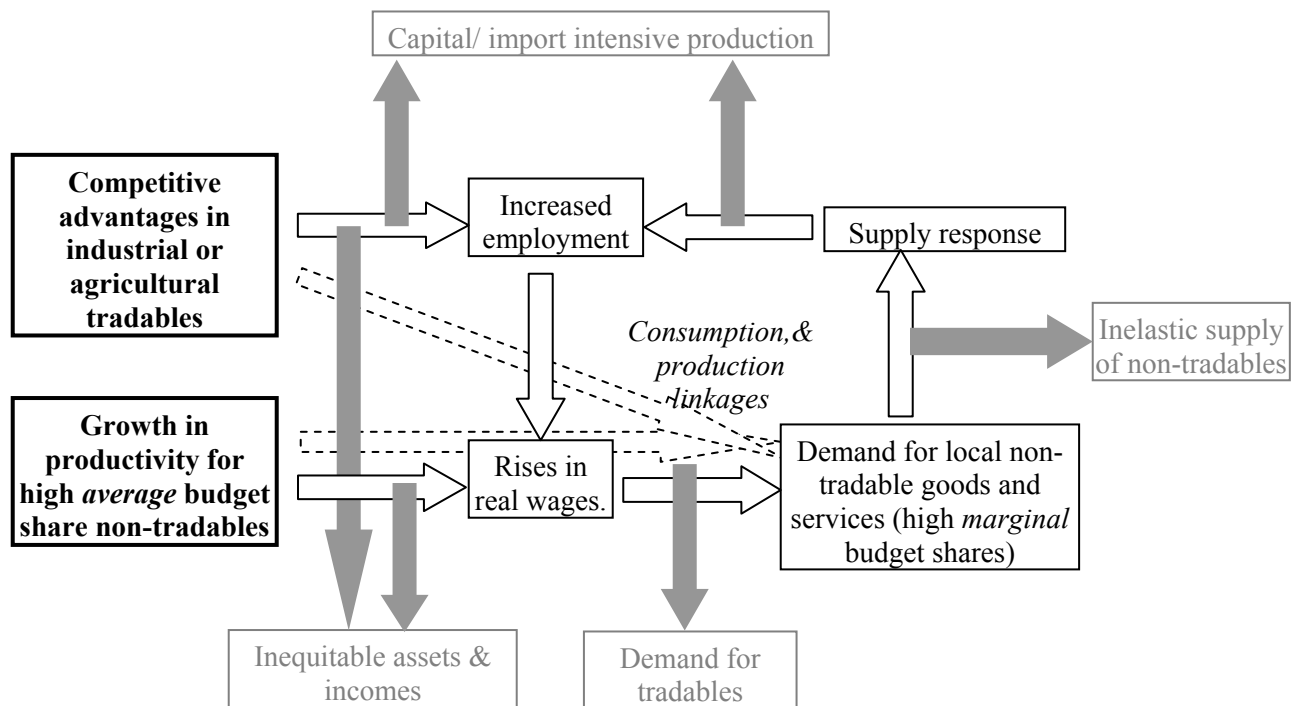 Capital/ import intensive production
Competitive
advantages in
industrial or
agricultural
tradables
Increased
employment
Supply response
Consumption,&
production
linkages
Inelastic supply
of non-tradables
Growth in
productivity for
high average budget
share non-tradables
Rises in
real wages.
Demand for local non-
tradable goods and
services (high marginal
budget shares)
Inequitable assets &
incomes
Demand for
tradables